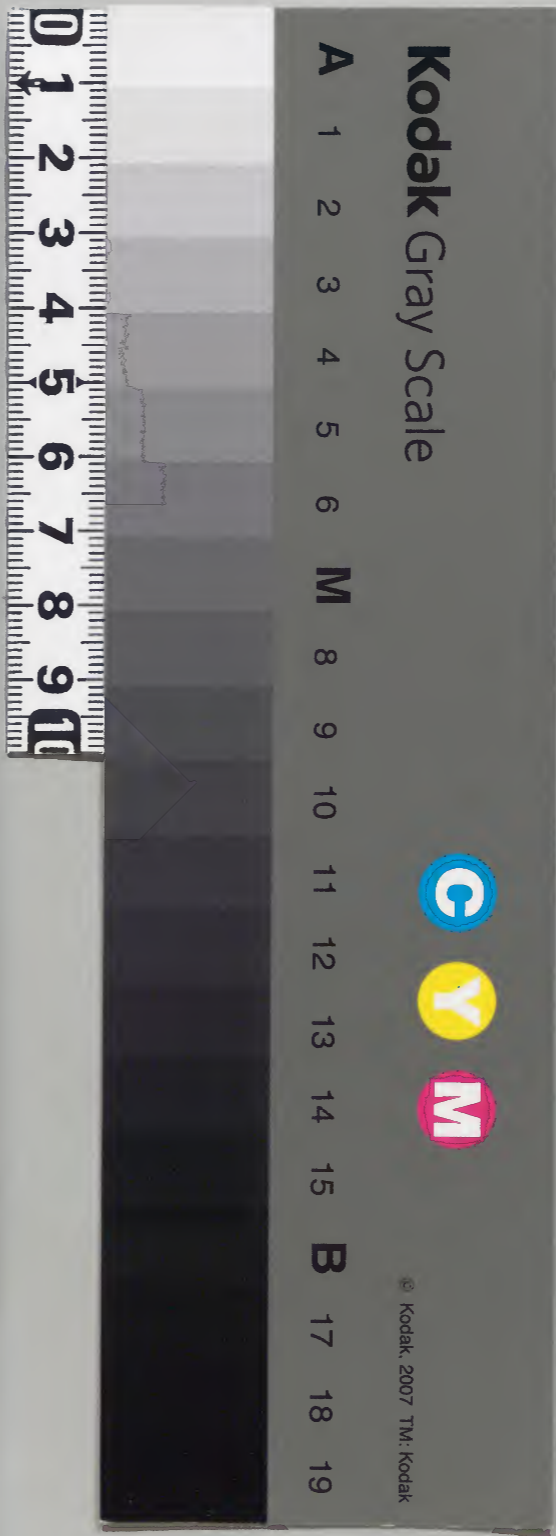 Kodak Gray Scale
C Y M
© Kodak, 2007 TM: Kodak
A 1 2 3 4 5 6 M 8 9 10 11 12 13 14 15 B 17 18 19
0 1 2 3 4 5 6 7 8 9 10